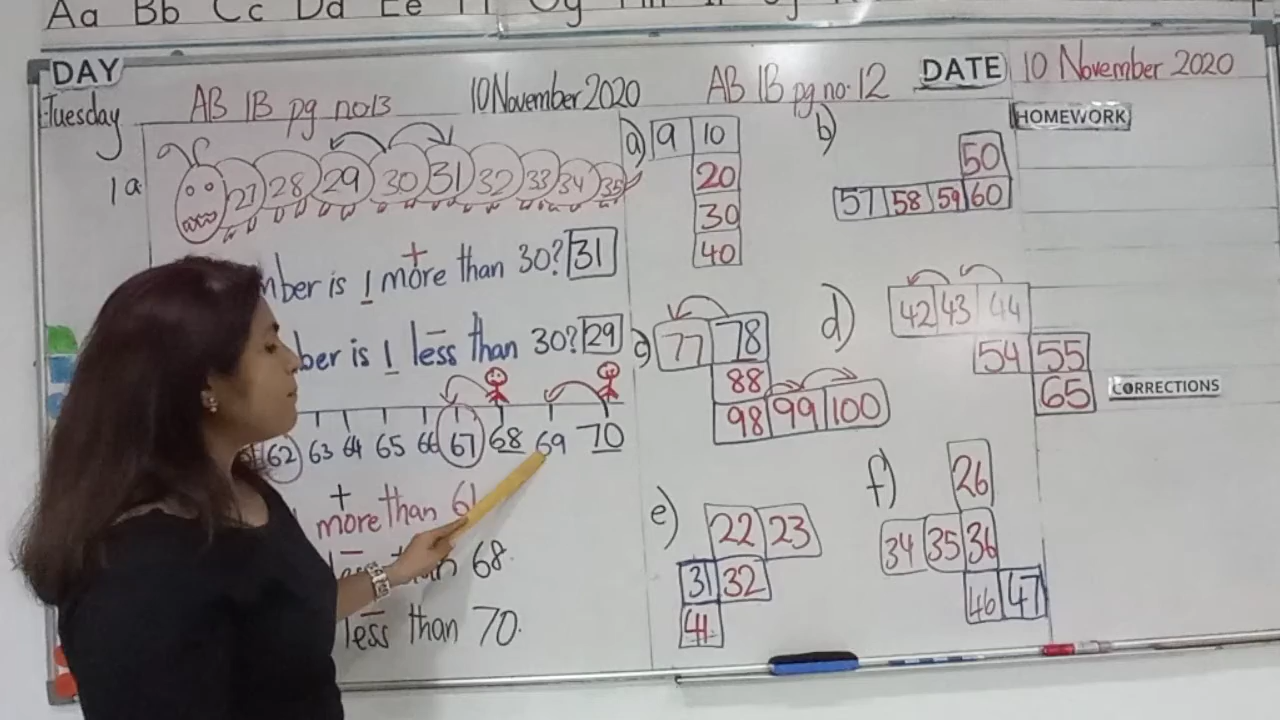 Aa Bb Cc Dd Ee
DAY
Tuesday
AB 1B pg no 13
10 November 2020
AB 1B pg no. 12
DATE
10 November 2020
HOMEWORK
1a
27 28 29 30 31 32 33 34 35
+
mber is 1 more than 30? 31
–
ber is 1 less than 30? 29
62 63 64 65 66 67 68 69 70
+
more than 61
–
than 68.
–
less than 70.
a) 9 10
20
30
40
b)
50
57 58 59 60
c) 77 78
88
98 99 100
d) 42 43 44
54 55
65
CORRECTIONS
e) 22 23
31 32
41
f) 26
34 35 36
46 47